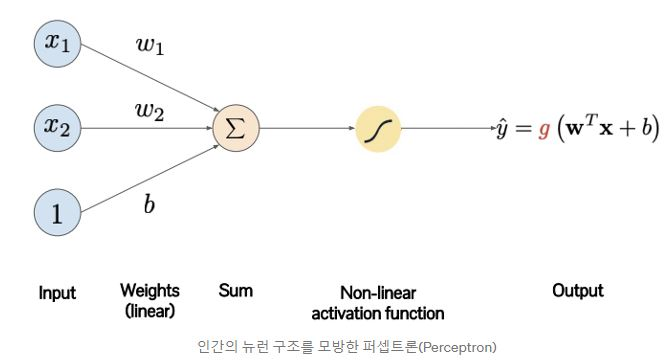 x₁ w₁
x₂ w₂ Σ ŷ = g (wᵀx + b)
1 b
Input Weights (linear) Sum Non-linear activation function Output
인간의 뉴런 구조를 모방한 퍼셉트론(Perceptron)